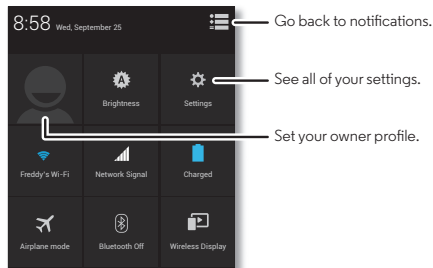 8:58 Wed, September 25
Go back to notifications.
See all of your settings.
Brightness
Settings
Set your owner profile.
Freddy's Wi-Fi
Network Signal
Charged
Airplane mode
Bluetooth Off
Wireless Display